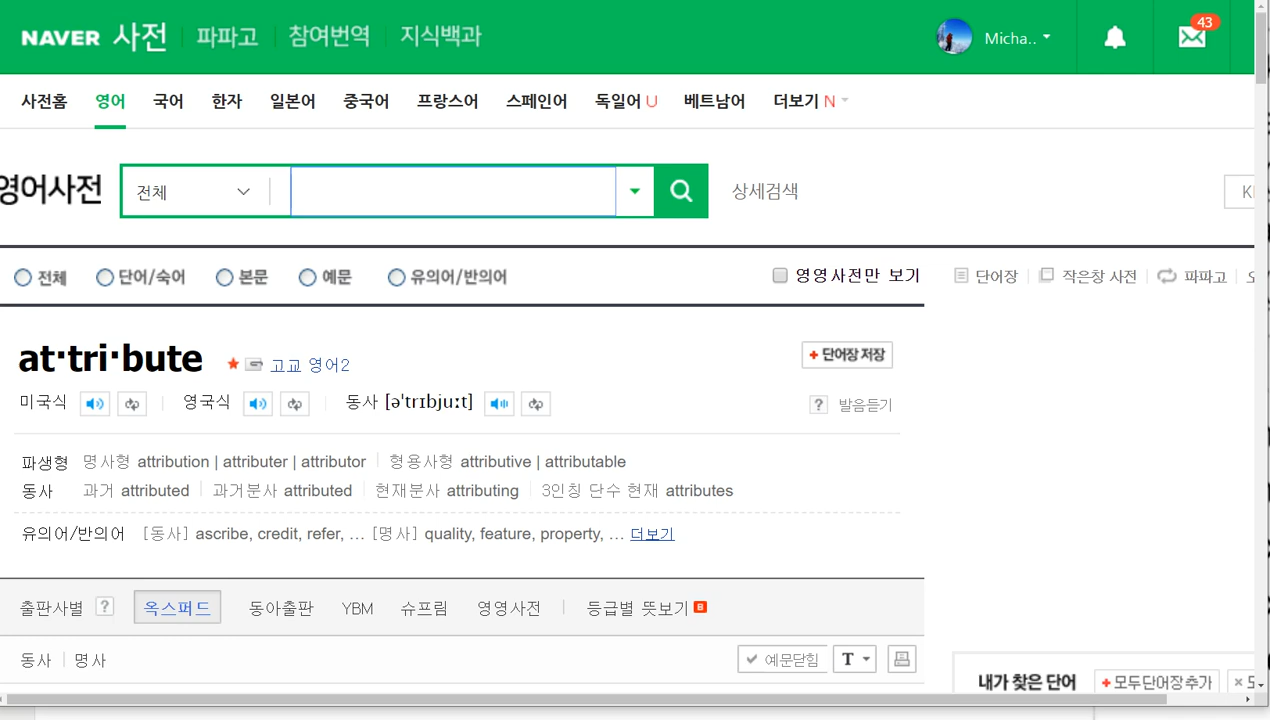 NAVER 사전 파파고 참여번역 지식백과 Micha.. 43
사전홈 영어 국어 한자 일본어 중국어 프랑스어 스페인어 독일어 U 베트남어 더보기 N
영어사전 전체 상세검색
전체 단어/숙어 본문 예문 유의어/반의어 영영사전만 보기 단어장 작은창 사전 파파고
at·tri·bute 고교 영어2 + 단어장 저장
미국식 영국식 동사 [əˈtrɪbjuːt] ? 발음듣기
파생형 명사형 attribution | attributer | attributor 형용사형 attributive | attributable
동사 과거 attributed 과거분사 attributed 현재분사 attributing 3인칭 단수 현재 attributes
유의어/반의어 [동사] ascribe, credit, refer, … [명사] quality, feature, property, … 더보기
출판사별 ? 옥스퍼드 동아출판 YBM 슈프림 영영사전 등급별 뜻보기 B
동사 명사 예문닫힘 T
내가 찾은 단어 + 모두단어장추가